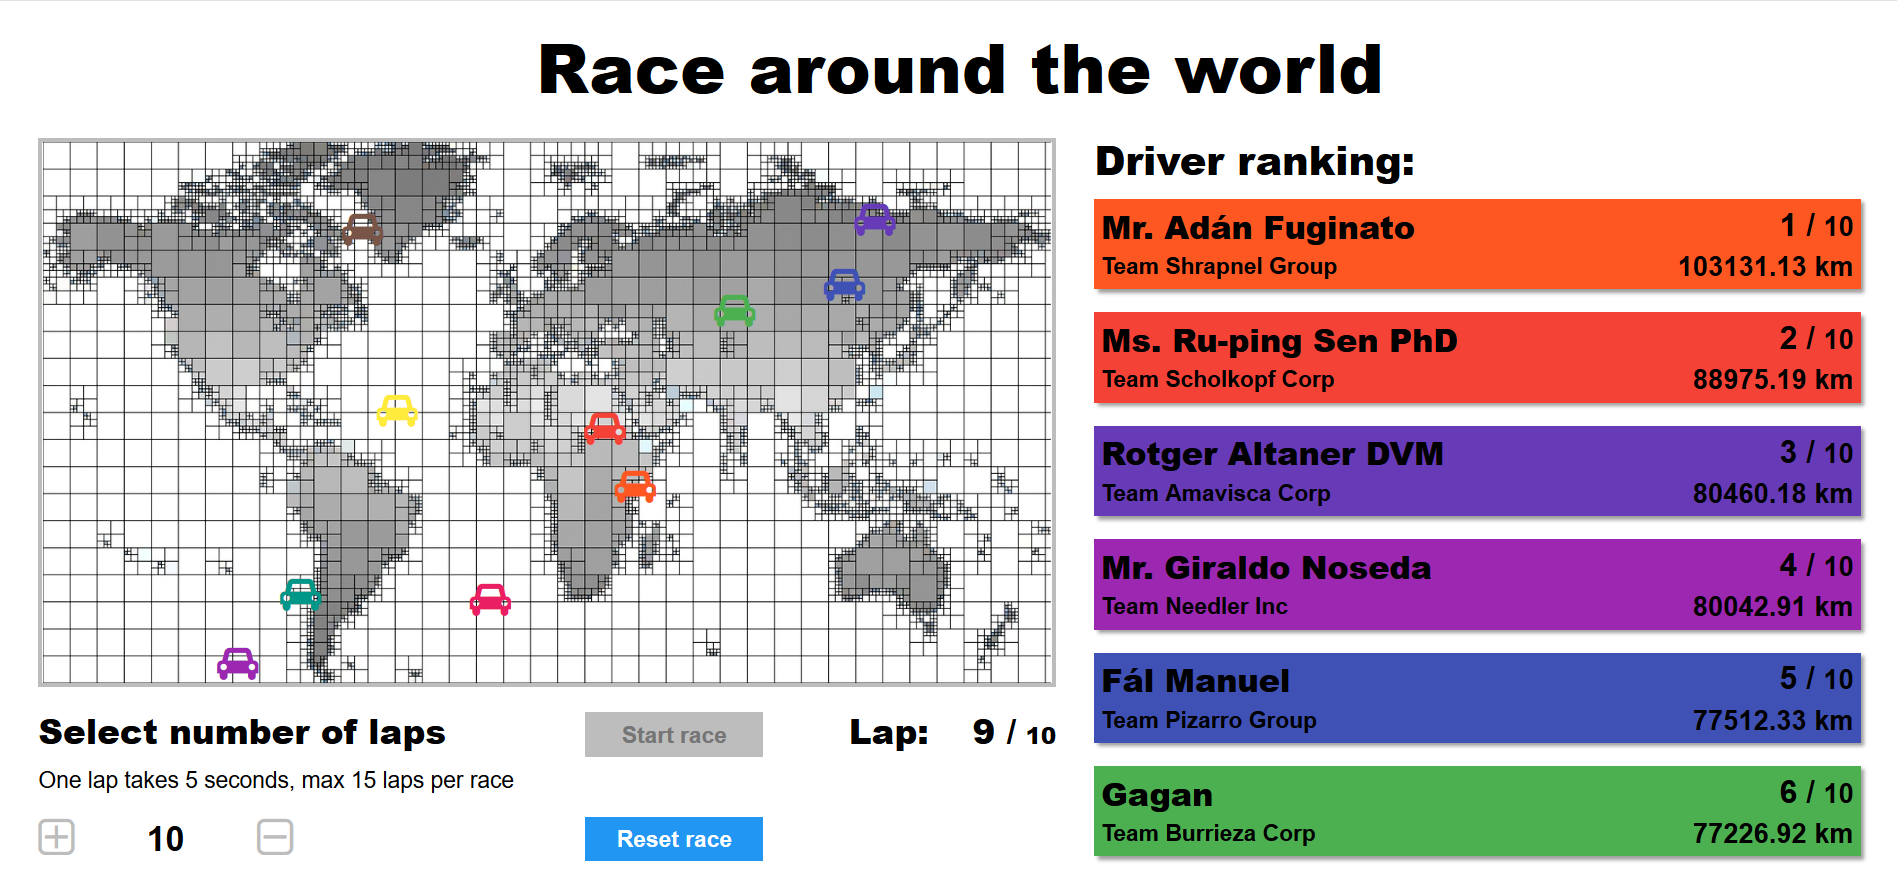 Race around the world
Driver ranking:
Mr. Adán Fuginato
1 / 10
Team Shrapnel Group
103131.13 km
Ms. Ru-ping Sen PhD
2 / 10
Team Scholkopf Corp
88975.19 km
Rotger Altaner DVM
3 / 10
Team Amavisca Corp
80460.18 km
Mr. Giraldo Noseda
4 / 10
Team Needler Inc
80042.91 km
Fál Manuel
5 / 10
Team Pizarro Group
77512.33 km
Gagan
6 / 10
Team Burrieza Corp
77226.92 km
Select number of laps
Start race
Lap: 9 / 10
One lap takes 5 seconds, max 15 laps per race
10
Reset race